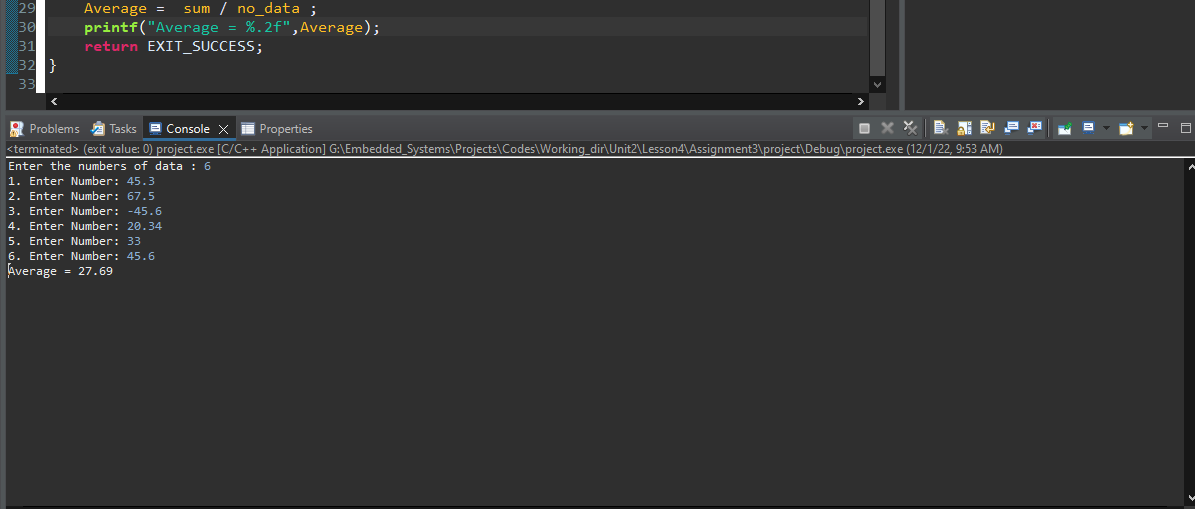 29 Average = sum / no_data ;
30 printf("Average = %.2f",Average);
31 return EXIT_SUCCESS;
32 }
33
Problems Tasks Console Properties
<terminated> (exit value: 0) project.exe [C/C++ Application] G:\Embedded_Systems\Projects\Codes\Working_dir\Unit2\Lesson4\Assignment3\project\Debug\project.exe (12/1/22, 9:53 AM)
Enter the numbers of data : 6
1. Enter Number: 45.3
2. Enter Number: 67.5
3. Enter Number: -45.6
4. Enter Number: 20.34
5. Enter Number: 33
6. Enter Number: 45.6
Average = 27.69